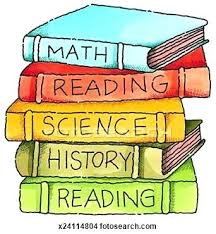 MATH
READING
SCIENCE
HISTORY
READING
x24114804 fotosearch.com